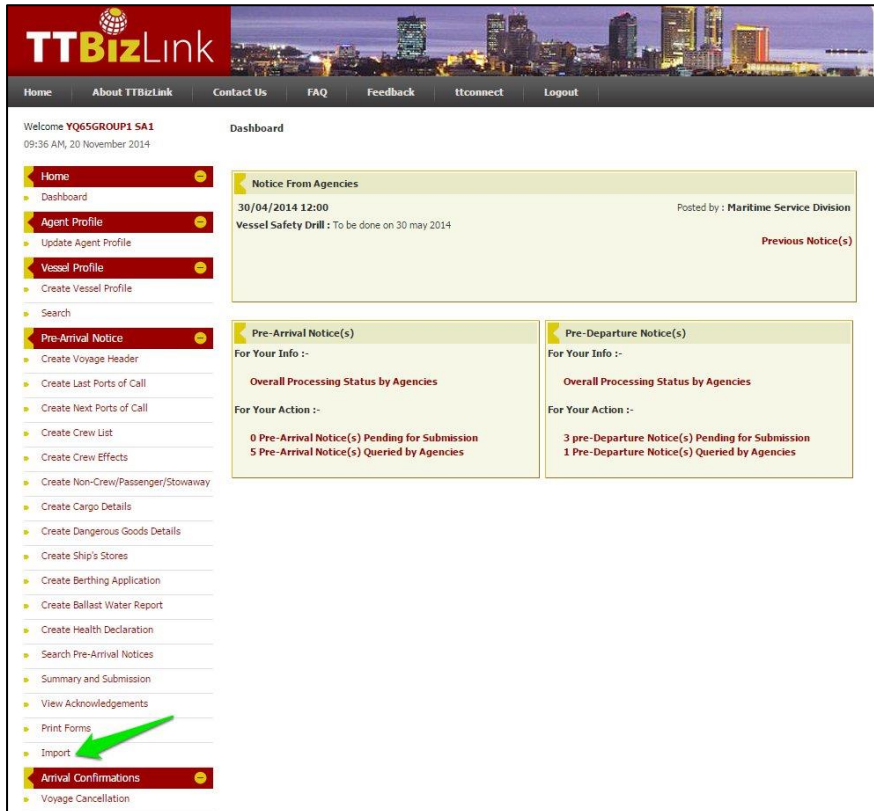 TTBizLink
Home About TTBizLink Contact Us FAQ Feedback ttconnect Logout
Welcome YQ65GROUP1 SA1
09:36 AM, 20 November 2014
Home
Dashboard
Agent Profile
Update Agent Profile
Vessel Profile
Create Vessel Profile
Search
Pre-Arrival Notice
Create Voyage Header
Create Last Ports of Call
Create Next Ports of Call
Create Crew List
Create Crew Effects
Create Non-Crew/Passenger/Stowaway
Create Cargo Details
Create Dangerous Goods Details
Create Ship's Stores
Create Berthing Application
Create Ballast Water Report
Create Health Declaration
Search Pre-Arrival Notices
Summary and Submission
View Acknowledgements
Print Forms
Import
Arrival Confirmations
Voyage Cancellation
Dashboard
Notice From Agencies
30/04/2014 12:00 Posted by : Maritime Service Division
Vessel Safety Drill : To be done on 30 may 2014
Previous Notice(s)
Pre-Arrival Notice(s)
For Your Info :-
Overall Processing Status by Agencies
For Your Action :-
0 Pre-Arrival Notice(s) Pending for Submission
5 Pre-Arrival Notice(s) Queried by Agencies
Pre-Departure Notice(s)
For Your Info :-
Overall Processing Status by Agencies
For Your Action :-
3 pre-Departure Notice(s) Pending for Submission
1 Pre-Departure Notice(s) Queried by Agencies